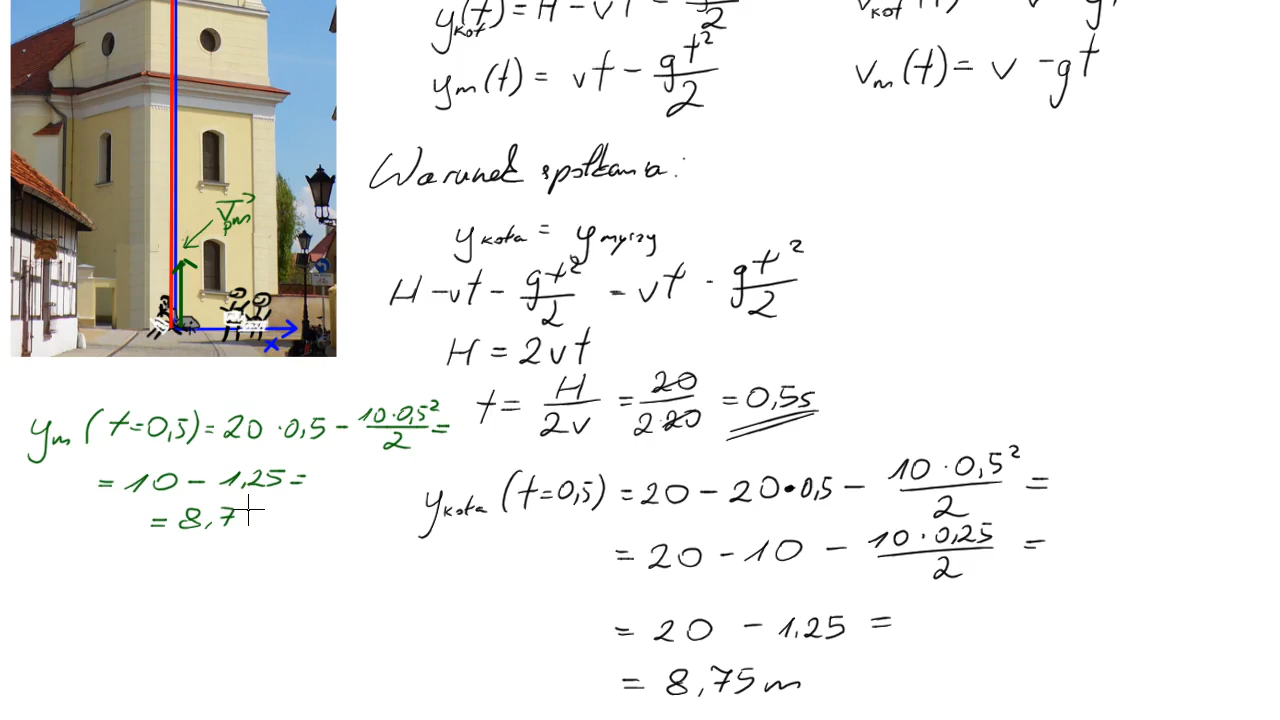 y_kot(t) = H - vt - gt²/2
y_m(t) = vt - gt²/2
v_m(t) = v - gt
Warunek spotkania:
y_kota = y_myszy
H - vt - gt²/2 = vt - gt²/2
H = 2vt
t = H/2v = 20/2·20 = 0,5s
y_kota (t=0,5) = 20 - 20·0,5 - 10·0,5²/2 =
= 20 - 10 - 10·0,25/2 =
= 20 - 1,25 =
= 8,75m
v_pm
x
y_m (t=0,5) = 20·0,5 - 10·0,5²/2 =
= 10 - 1,25 =
= 8,7